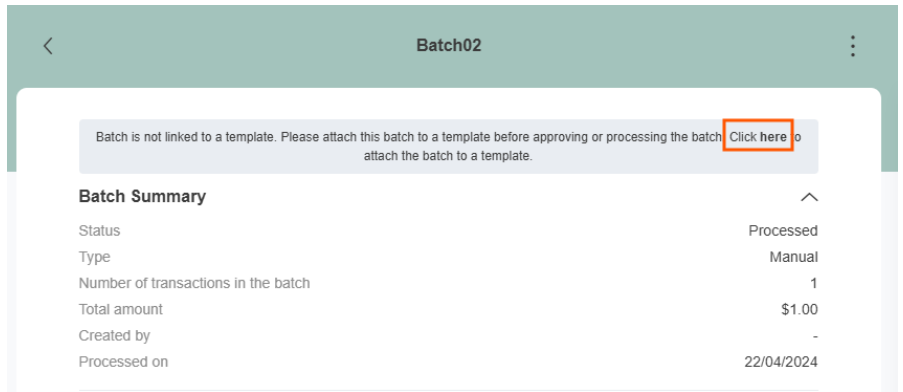 Batch02
Batch is not linked to a template. Please attach this batch to a template before approving or processing the batch Click here to
attach the batch to a template.
Batch Summary
Status Processed
Type Manual
Number of transactions in the batch 1
Total amount $1.00
Created by -
Processed on 22/04/2024